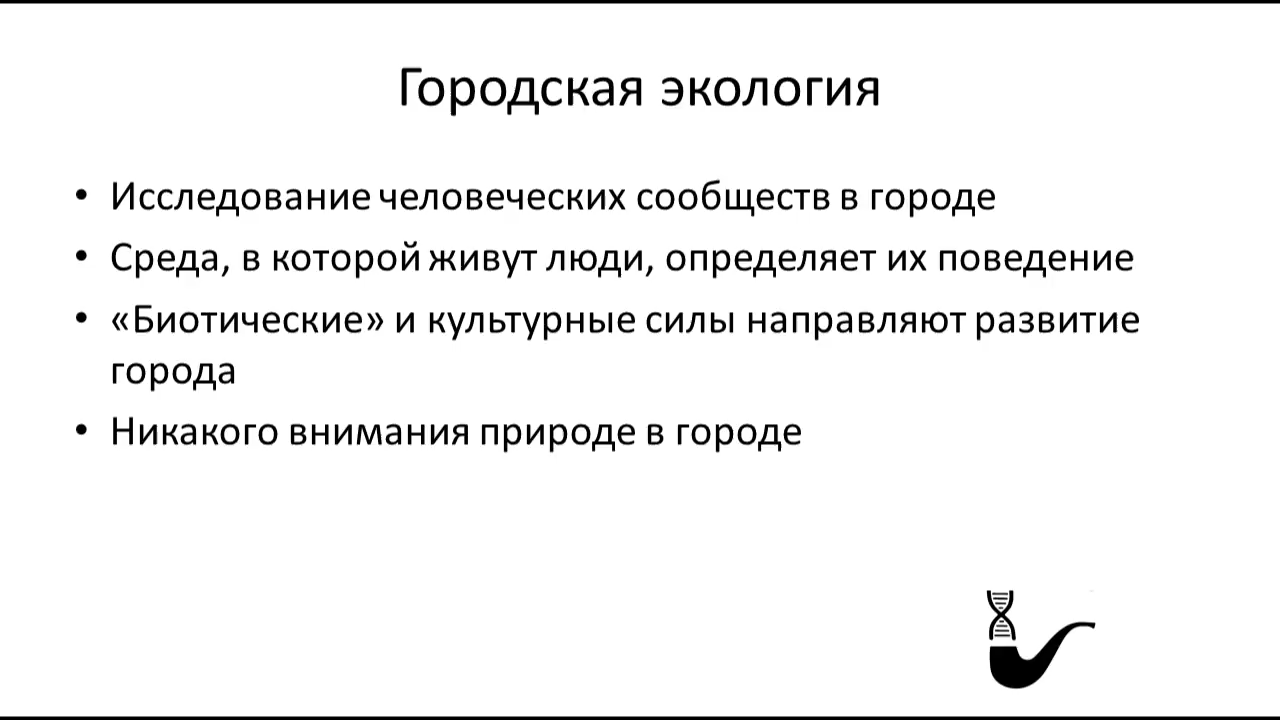 Городская экология
• Исследование человеческих сообществ в городе
• Среда, в которой живут люди, определяет их поведение
• «Биотические» и культурные силы направляют развитие
города
• Никакого внимания природе в городе